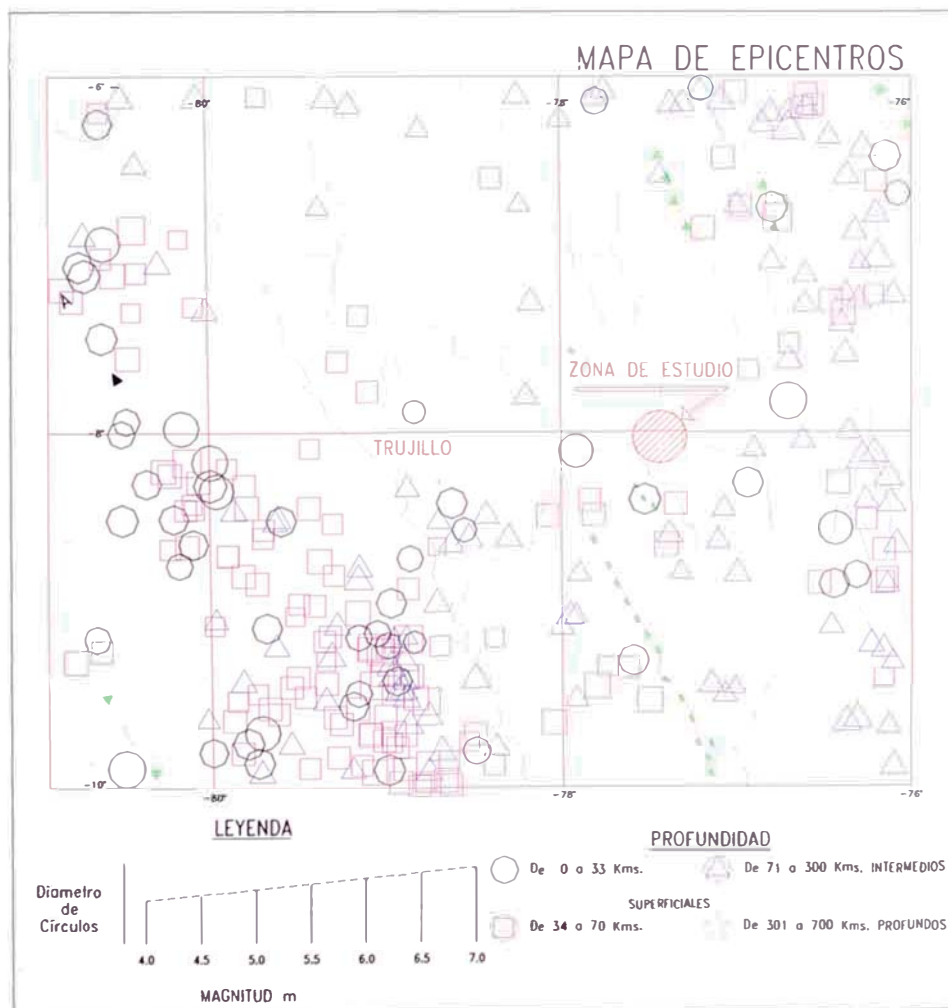 MAPA DE EPICENTROS
-6°
-80°
-78°
-76°
ZONA DE ESTUDIO
-8°
TRUJILLO
-10°
-80°
-78°
-76°
LEYENDA
Diametro
de
Círculos
4.0 4.5 5.0 5.5 6.0 6.5 7.0
MAGNITUD m
PROFUNDIDAD
De 0 a 33 Kms.
De 71 a 300 Kms. INTERMEDIOS
SUPERFICIALES
De 34 a 70 Kms.
De 301 a 700 Kms. PROFUNDOS